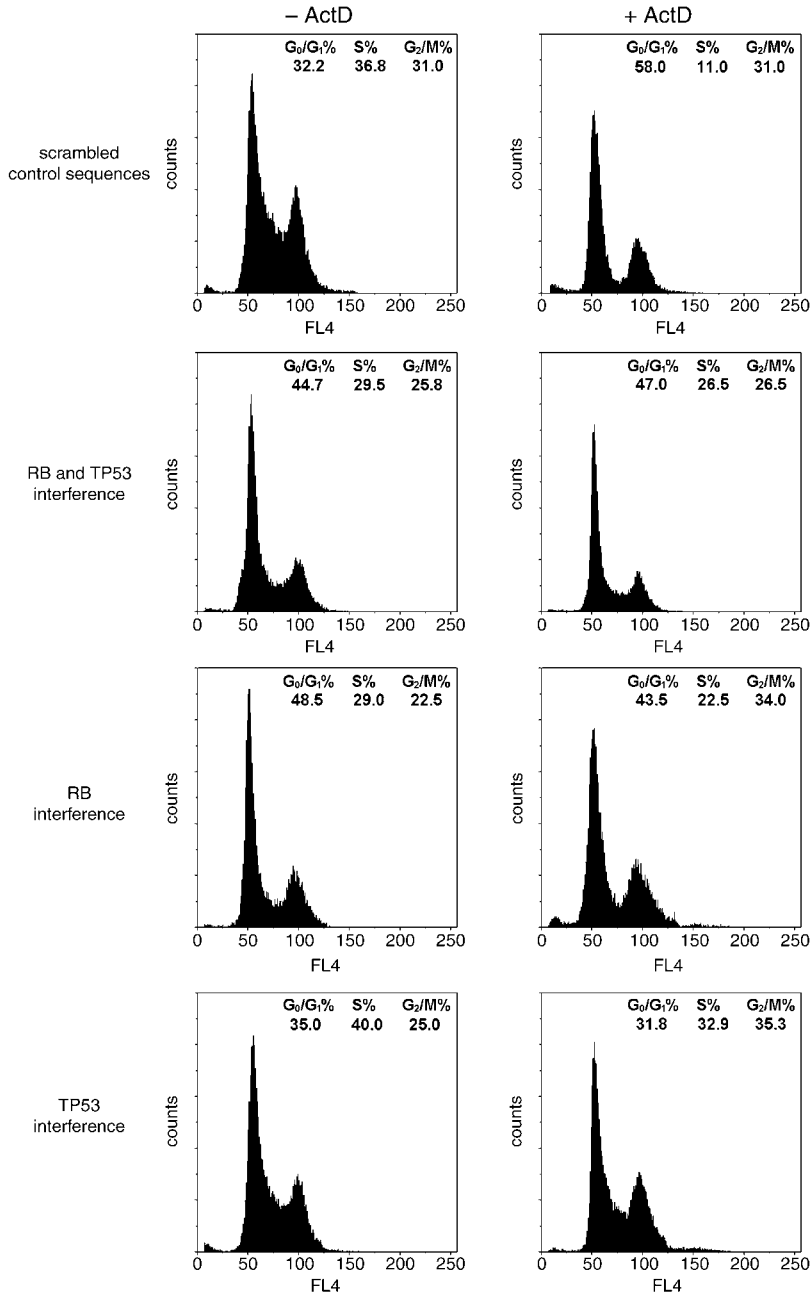 – ActD
+ ActD
G₀/G₁% S% G₂/M%
32.2 36.8 31.0
G₀/G₁% S% G₂/M%
58.0 11.0 31.0
scrambled
control sequences
counts
counts
0 50 100 150 200 250
0 50 100 150 200 250
FL4
FL4
G₀/G₁% S% G₂/M%
44.7 29.5 25.8
G₀/G₁% S% G₂/M%
47.0 26.5 26.5
RB and TP53
interference
counts
counts
0 50 100 150 200 250
0 50 100 150 200 250
FL4
FL4
G₀/G₁% S% G₂/M%
48.5 29.0 22.5
G₀/G₁% S% G₂/M%
43.5 22.5 34.0
RB
interference
counts
counts
0 50 100 150 200 250
0 50 100 150 200 250
FL4
FL4
G₀/G₁% S% G₂/M%
35.0 40.0 25.0
G₀/G₁% S% G₂/M%
31.8 32.9 35.3
TP53
interference
counts
counts
0 50 100 150 200 250
0 50 100 150 200 250
FL4
FL4